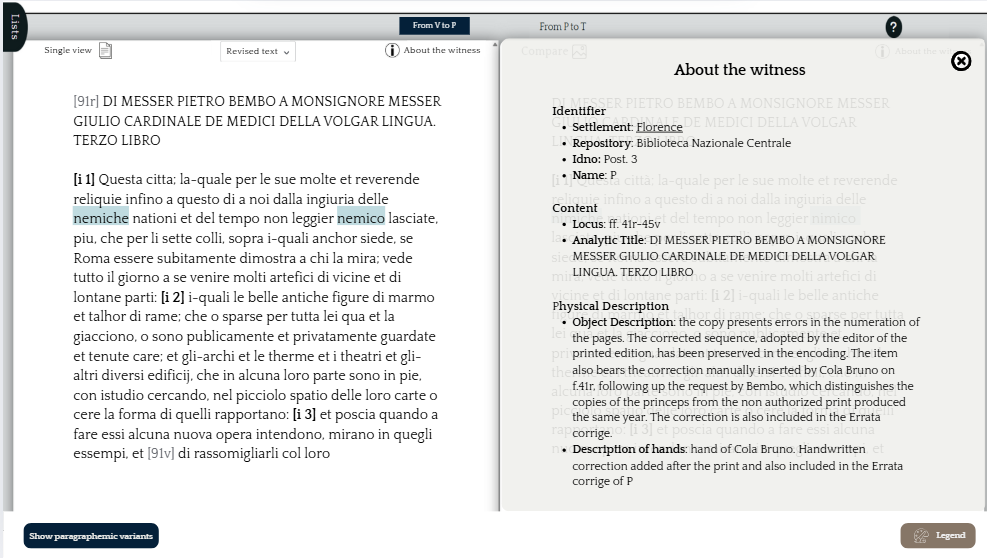 Lists
From V to P
From P to T
?
Single view
Revised text
About the witness
[91r] DI MESSER PIETRO BEMBO A MONSIGNORE MESSER
GIULIO CARDINALE DE MEDICI DELLA VOLGAR LINGUA.
TERZO LIBRO
[i 1] Questa citta; la-quale per le sue molte et reverende
reliquie infino a questo di a noi dalla ingiuria delle
nemiche nationi et del tempo non leggier nemico lasciate,
piu, che per li sette colli, sopra i-quali anchor siede, se
Roma essere subitamente dimostra a chi la mira; vede
tutto il giorno a se venire molti artefici di vicine et di
lontane parti: [i 2] i-quali le belle antiche figure di marmo
et talhor di rame; che o sparse per tutta lei qua et la
giacciono, o sono publicamente et privatamente guardate
et tenute care; et gli-archi et le therme et i theatri et gli-
altri diversi edificij, che in alcuna loro parte sono in pie,
con istudio cercando, nel picciolo spatio delle loro carte o
cere la forma di quelli rapportano: [i 3] et poscia quando a
fare essi alcuna nuova opera intendono, mirano in quegli
essempi, et [91v] di rassomigliarli col loro
Compare
About the witness
Identifier
• Settlement: Florence
• Repository: Biblioteca Nazionale Centrale
• Idno: Post. 3
• Name: P
Content
• Locus: ff. 41r-45v
• Analytic Title: DI MESSER PIETRO BEMBO A MONSIGNORE
MESSER GIULIO CARDINALE DE MEDICI DELLA VOLGAR
LINGUA. TERZO LIBRO
Physical Description
• Object Description: the copy presents errors in the numeration of
the pages. The corrected sequence, adopted by the editor of the
printed edition, has been preserved in the encoding. The item
also bears the correction manually inserted by Cola Bruno on
f.41r, following up the request by Bembo, which distinguishes the
copies of the princeps from the non authorized print produced
the same year. The correction is also included in the Errata
corrige.
• Description of hands: hand of Cola Bruno. Handwritten
correction added after the print and also included in the Errata
corrige of P
Show paragraphemic variants
Legend